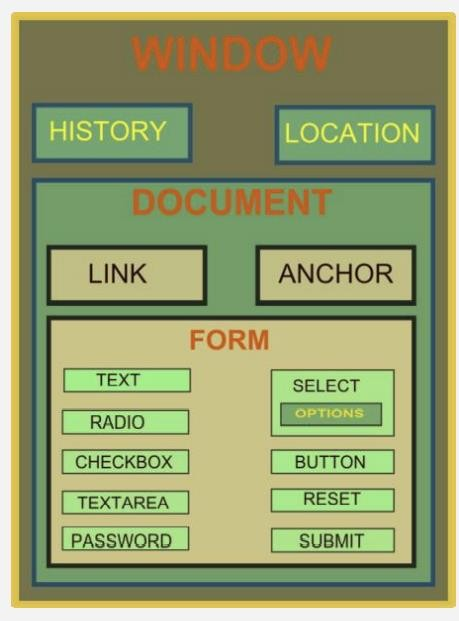 WINDOW
HISTORY
LOCATION
DOCUMENT
LINK
ANCHOR
FORM
TEXT
RADIO
CHECKBOX
TEXTAREA
PASSWORD
SELECT
OPTIONS
BUTTON
RESET
SUBMIT